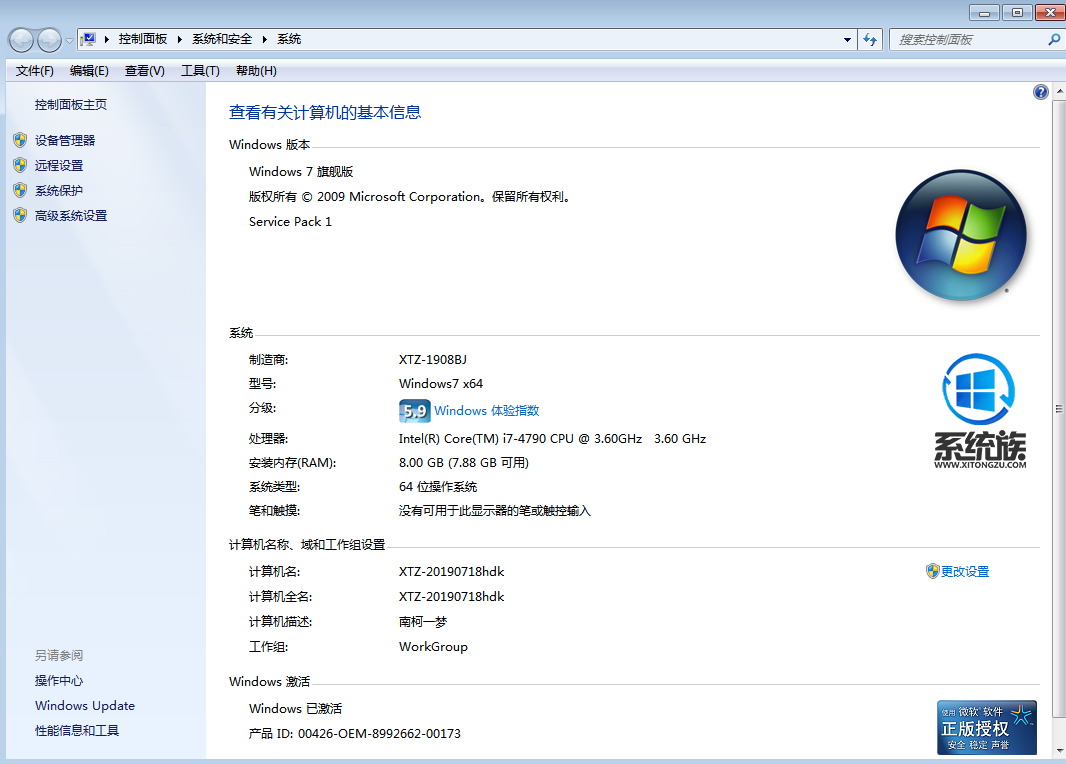 控制面板 系统和安全 系统
搜索控制面板
文件(F) 编辑(E) 查看(V) 工具(T) 帮助(H)
控制面板主页
设备管理器
远程设置
系统保护
高级系统设置
另请参阅
操作中心
Windows Update
性能信息和工具
查看有关计算机的基本信息
Windows 版本
Windows 7 旗舰版
版权所有 © 2009 Microsoft Corporation。保留所有权利。
Service Pack 1
系统
制造商: XTZ-1908BJ
型号: Windows7 x64
分级: 5.9 Windows 体验指数
处理器: Intel(R) Core(TM) i7-4790 CPU @ 3.60GHz 3.60 GHz
安装内存(RAM): 8.00 GB (7.88 GB 可用)
系统类型: 64 位操作系统
笔和触摸: 没有可用于此显示器的笔或触控输入
系统族
WWW.XITONGZU.COM
计算机名称、域和工作组设置
计算机名: XTZ-20190718hdk
更改设置
计算机全名: XTZ-20190718hdk
计算机描述: 南柯一梦
工作组: WorkGroup
Windows 激活
Windows 已激活
产品 ID: 00426-OEM-8992662-00173
使用 微软 软件
正版授权
安全 稳定 声誉